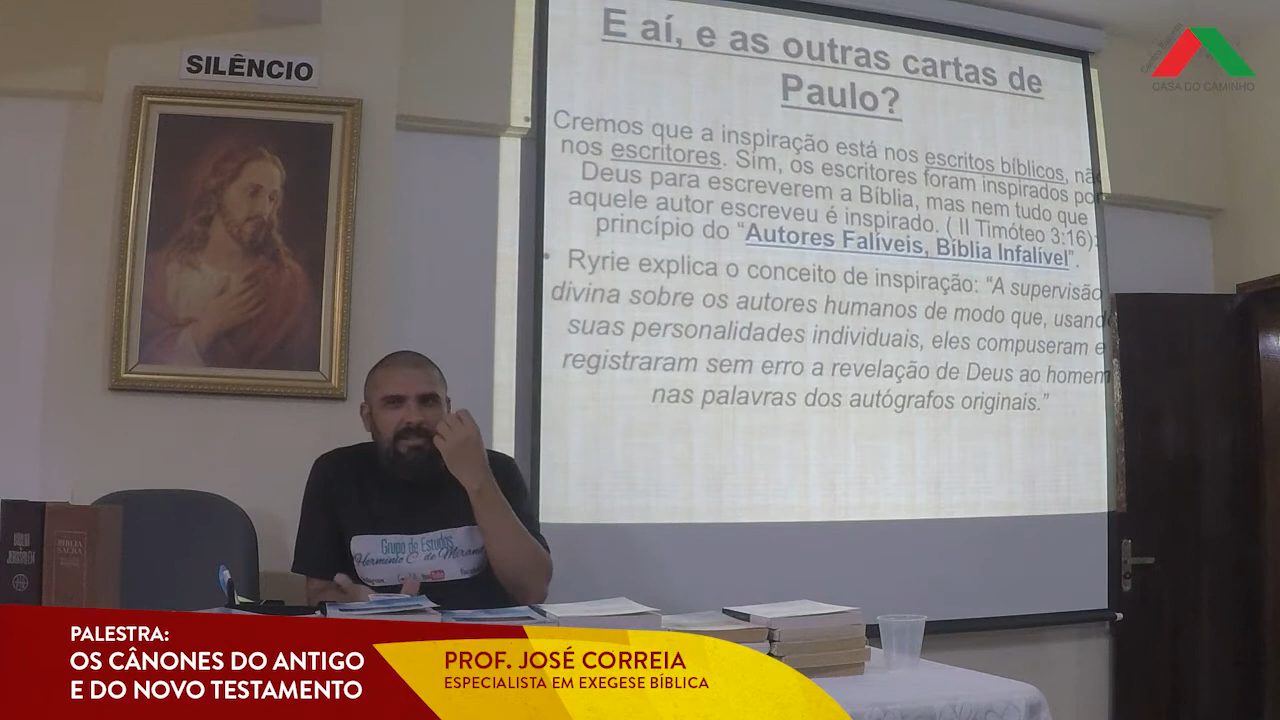 SILÊNCIO
E aí, e as outras cartas de
Paulo?
Cremos que a inspiração está nos escritos bíblicos, não
nos escritores. Sim, os escritores foram inspirados por
Deus para escreverem a Bíblia, mas nem tudo que
aquele autor escreveu é inspirado. ( II Timóteo 3:16);
princípio do “Autores Falíveis, Bíblia Infalível”.
• Ryrie explica o conceito de inspiração: “A supervisão
divina sobre os autores humanos de modo que, usando
suas personalidades individuais, eles compuseram e
registraram sem erro a revelação de Deus ao homem
nas palavras dos autógrafos originais.”
CASA DO CAMINHO
Grupo de Estudos
Hermínio C de Miranda
YouTube
BÍBLIA
JERUSALÉM
BIBLIA
SACRA
PALESTRA:
OS CÂNONES DO ANTIGO
E DO NOVO TESTAMENTO
PROF. JOSÉ CORREIA
ESPECIALISTA EM EXEGESE BÍBLICA